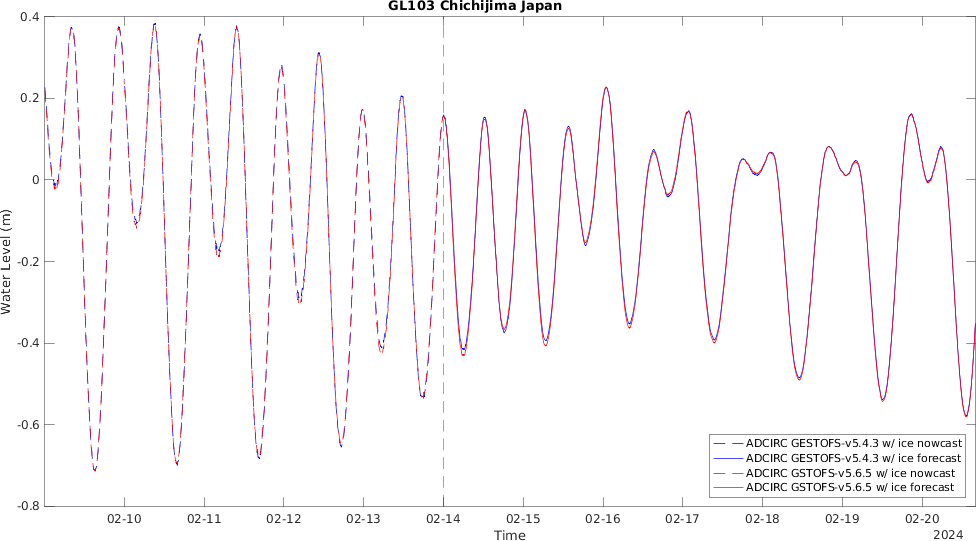 GL103 Chichijima Japan
0.4
0.2
0
-0.2
-0.4
-0.6
-0.8
Water Level (m)
ADCIRC GESTOFS-v5.4.3 w/ ice nowcast
ADCIRC GESTOFS-v5.4.3 w/ ice forecast
ADCIRC GSTOFS-v5.6.5 w/ ice nowcast
ADCIRC GSTOFS-v5.6.5 w/ ice forecast
02-10 02-11 02-12 02-13 02-14 02-15 02-16 02-17 02-18 02-19 02-20
Time 2024